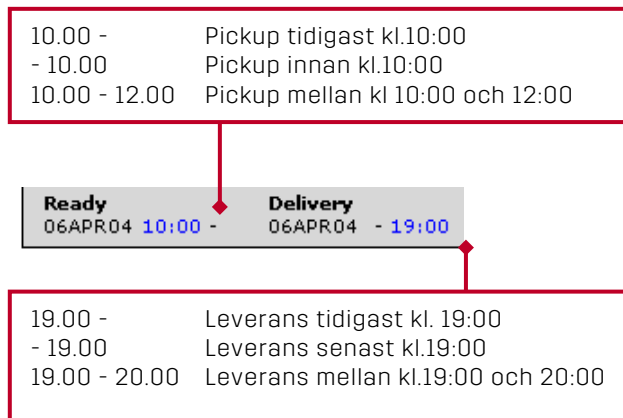 10.00 - Pickup tidigast kl.10:00
- 10.00 Pickup innan kl.10:00
10.00 - 12.00 Pickup mellan kl 10:00 och 12:00
Ready Delivery
06APR04 10:00 - 06APR04 - 19:00
19.00 - Leverans tidigast kl. 19:00
- 19.00 Leverans senast kl.19:00
19.00 - 20.00 Leverans mellan kl.19:00 och 20:00